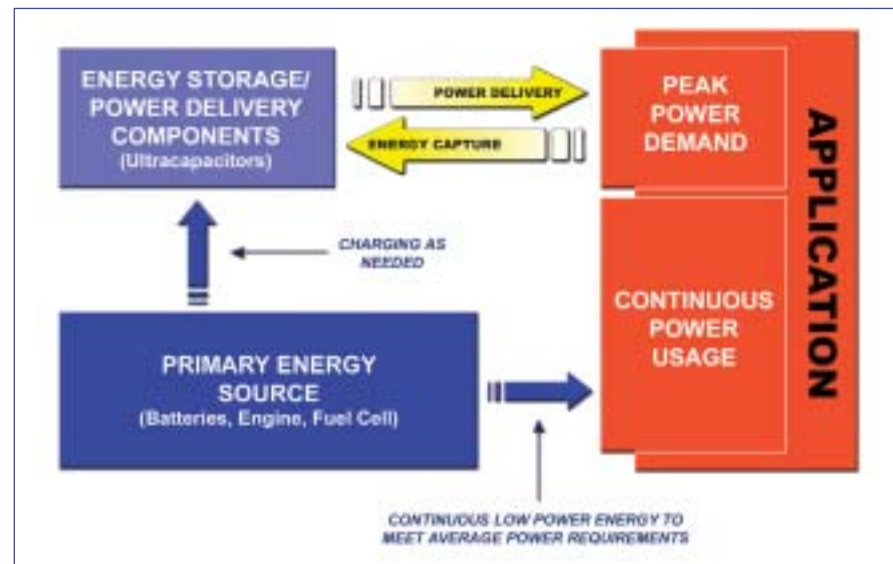 ENERGY STORAGE/
POWER DELIVERY
COMPONENTS
(Ultracapacitors)
POWER DELIVERY
ENERGY CAPTURE
PEAK
POWER
DEMAND
APPLICATION
CHARGING AS
NEEDED
CONTINUOUS
POWER
USAGE
PRIMARY ENERGY
SOURCE
(Batteries, Engine, Fuel Cell)
CONTINUOUS LOW POWER ENERGY TO
MEET AVERAGE POWER REQUIREMENTS